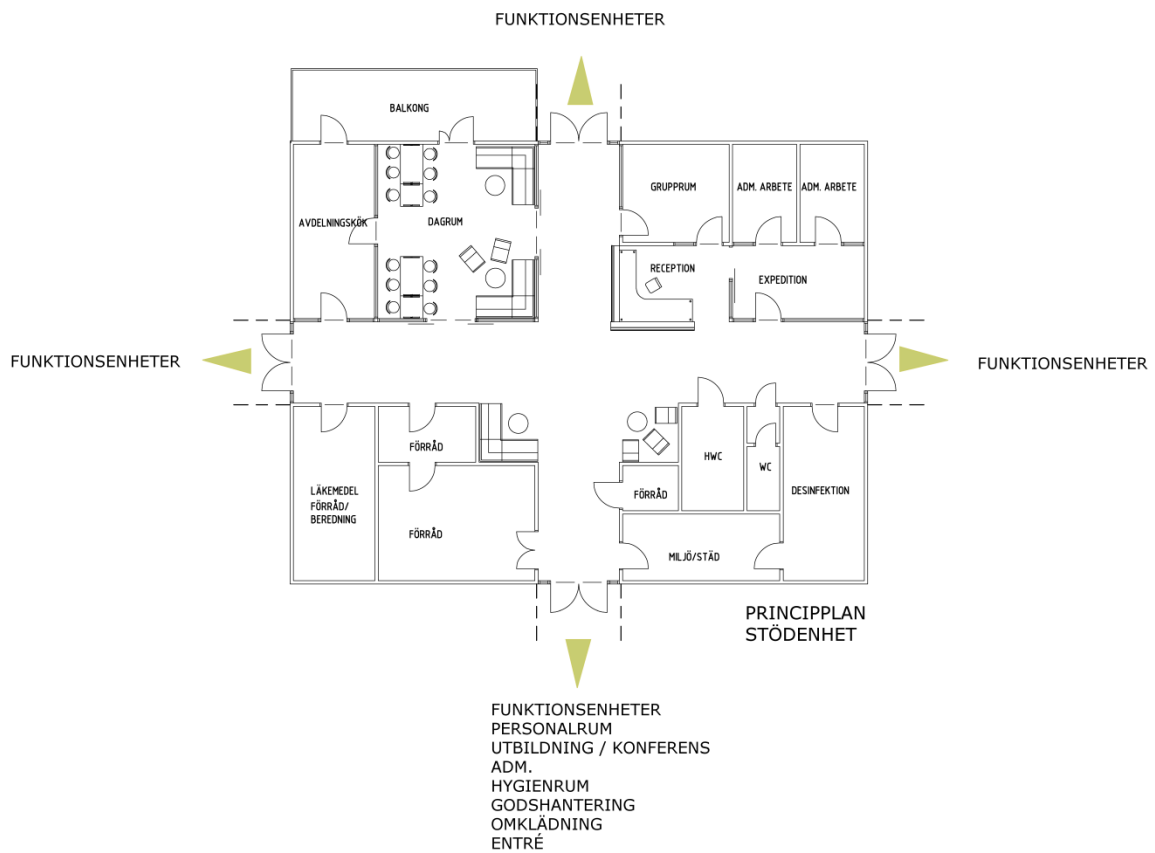 FUNKTIONSENHETER
BALKONG
GRUPPRUM
ADM. ARBETE
ADM. ARBETE
AVDELNINGSKÖK
DAGRUM
RECEPTION
EXPEDITION
FUNKTIONSENHETER
FUNKTIONSENHETER
FÖRRÅD
HWC
WC
LÄKEMEDEL
FÖRRÅD/
BEREDNING
FÖRRÅD
DESINFEKTION
FÖRRÅD
MILJÖ/STÄD
PRINCIPPLAN
STÖDENHET
FUNKTIONSENHETER
PERSONALRUM
UTBILDNING / KONFERENS
ADM.
HYGIENRUM
GODSHANTERING
OMKLÄDNING
ENTRÉ